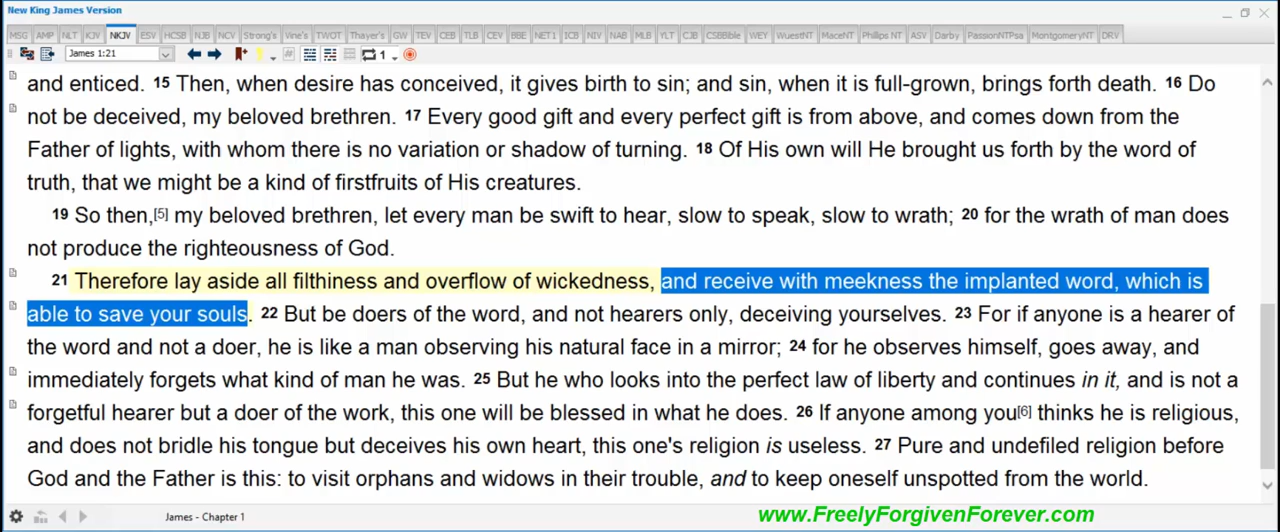 New King James Version
MSG AMP NLT KJV NKJV ESV HCSB NJB NCV Strong's Vine's TWOT Thayer's GW TEV CEB TLB CEV BBE NET1 ICB NIV NAB MLB YLT CJB CSBBible WEY WuestNT MaceNT Phillips NT ASV Darby PassionNTPsa MontgomeryNT DRV
James 1:21 1
and enticed. 15 Then, when desire has conceived, it gives birth to sin; and sin, when it is full-grown, brings forth death. 16 Do
not be deceived, my beloved brethren. 17 Every good gift and every perfect gift is from above, and comes down from the
Father of lights, with whom there is no variation or shadow of turning. 18 Of His own will He brought us forth by the word of
truth, that we might be a kind of firstfruits of His creatures.
19 So then,[5] my beloved brethren, let every man be swift to hear, slow to speak, slow to wrath; 20 for the wrath of man does
not produce the righteousness of God.
21 Therefore lay aside all filthiness and overflow of wickedness, and receive with meekness the implanted word, which is
able to save your souls. 22 But be doers of the word, and not hearers only, deceiving yourselves. 23 For if anyone is a hearer of
the word and not a doer, he is like a man observing his natural face in a mirror; 24 for he observes himself, goes away, and
immediately forgets what kind of man he was. 25 But he who looks into the perfect law of liberty and continues in it, and is not a
forgetful hearer but a doer of the work, this one will be blessed in what he does. 26 If anyone among you[6] thinks he is religious,
and does not bridle his tongue but deceives his own heart, this one's religion is useless. 27 Pure and undefiled religion before
God and the Father is this: to visit orphans and widows in their trouble, and to keep oneself unspotted from the world.
James - Chapter 1
www.FreelyForgivenForever.com